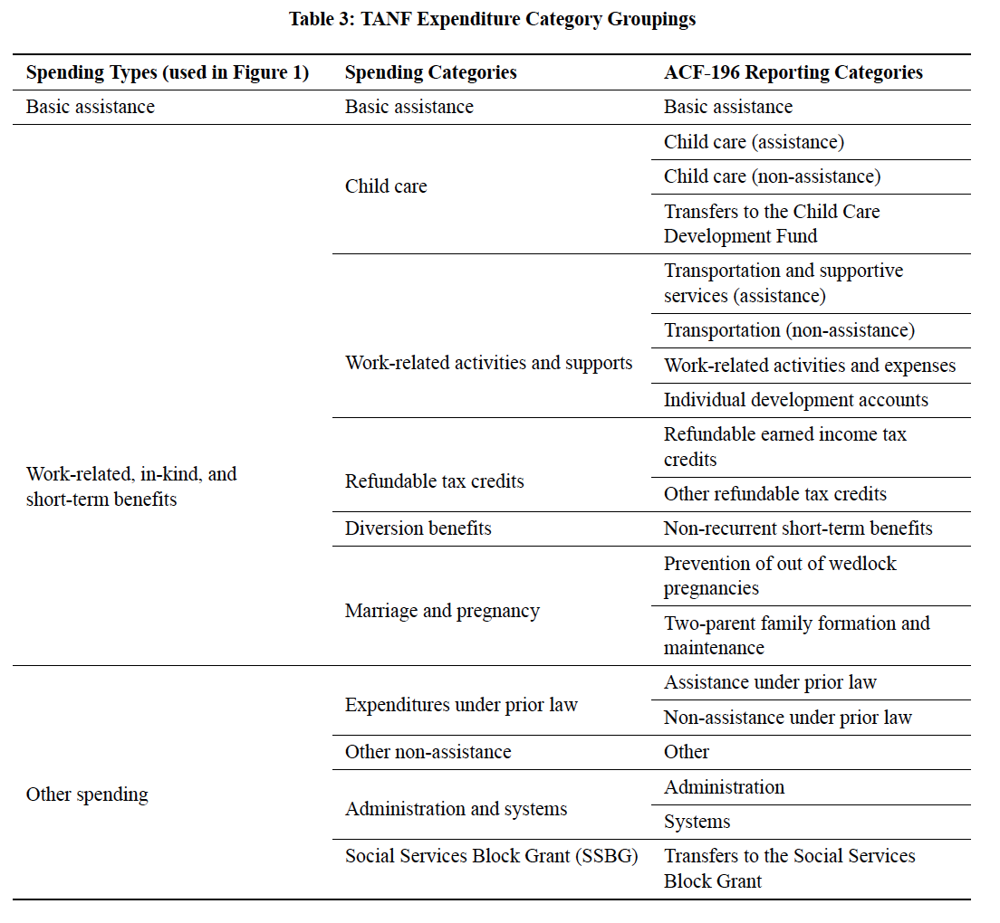 Table 3: TANF Expenditure Category Groupings
Spending Types (used in Figure 1) Spending Categories ACF-196 Reporting Categories
Basic assistance Basic assistance Basic assistance
Work-related, in-kind, and
short-term benefits
Child care
Child care (assistance)
Child care (non-assistance)
Transfers to the Child Care
Development Fund
Work-related activities and supports
Transportation and supportive
services (assistance)
Transportation (non-assistance)
Work-related activities and expenses
Individual development accounts
Refundable tax credits
Refundable earned income tax
credits
Other refundable tax credits
Diversion benefits Non-recurrent short-term benefits
Marriage and pregnancy
Prevention of out of wedlock
pregnancies
Two-parent family formation and
maintenance
Other spending
Expenditures under prior law
Assistance under prior law
Non-assistance under prior law
Other non-assistance Other
Administration and systems
Administration
Systems
Social Services Block Grant (SSBG) Transfers to the Social Services
Block Grant